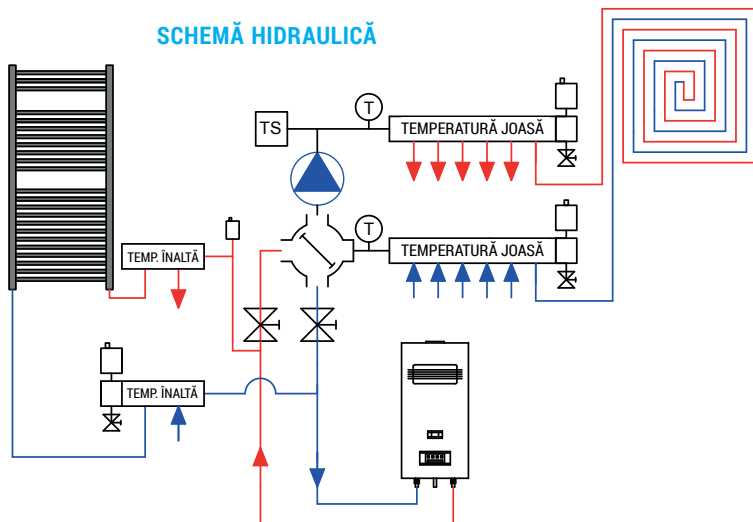 SCHEMĂ HIDRAULICĂ
TS
T
TEMPERATURĂ JOASĂ
T
TEMPERATURĂ JOASĂ
TEMP. ÎNALTĂ
TEMP. ÎNALTĂ